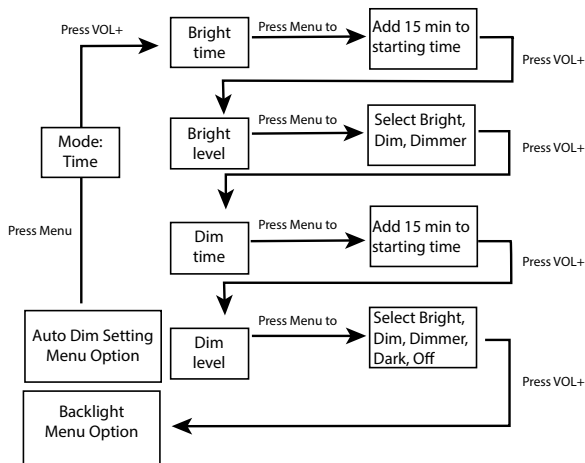 Press VOL+
Bright
time
Press Menu to
Add 15 min to
starting time
Press VOL+
Mode:
Time
Bright
level
Press Menu to
Select Bright,
Dim, Dimmer
Press VOL+
Press Menu
Dim
time
Press Menu to
Add 15 min to
starting time
Press VOL+
Auto Dim Setting
Menu Option
Dim
level
Press Menu to
Select Bright,
Dim, Dimmer,
Dark, Off
Press VOL+
Backlight
Menu Option